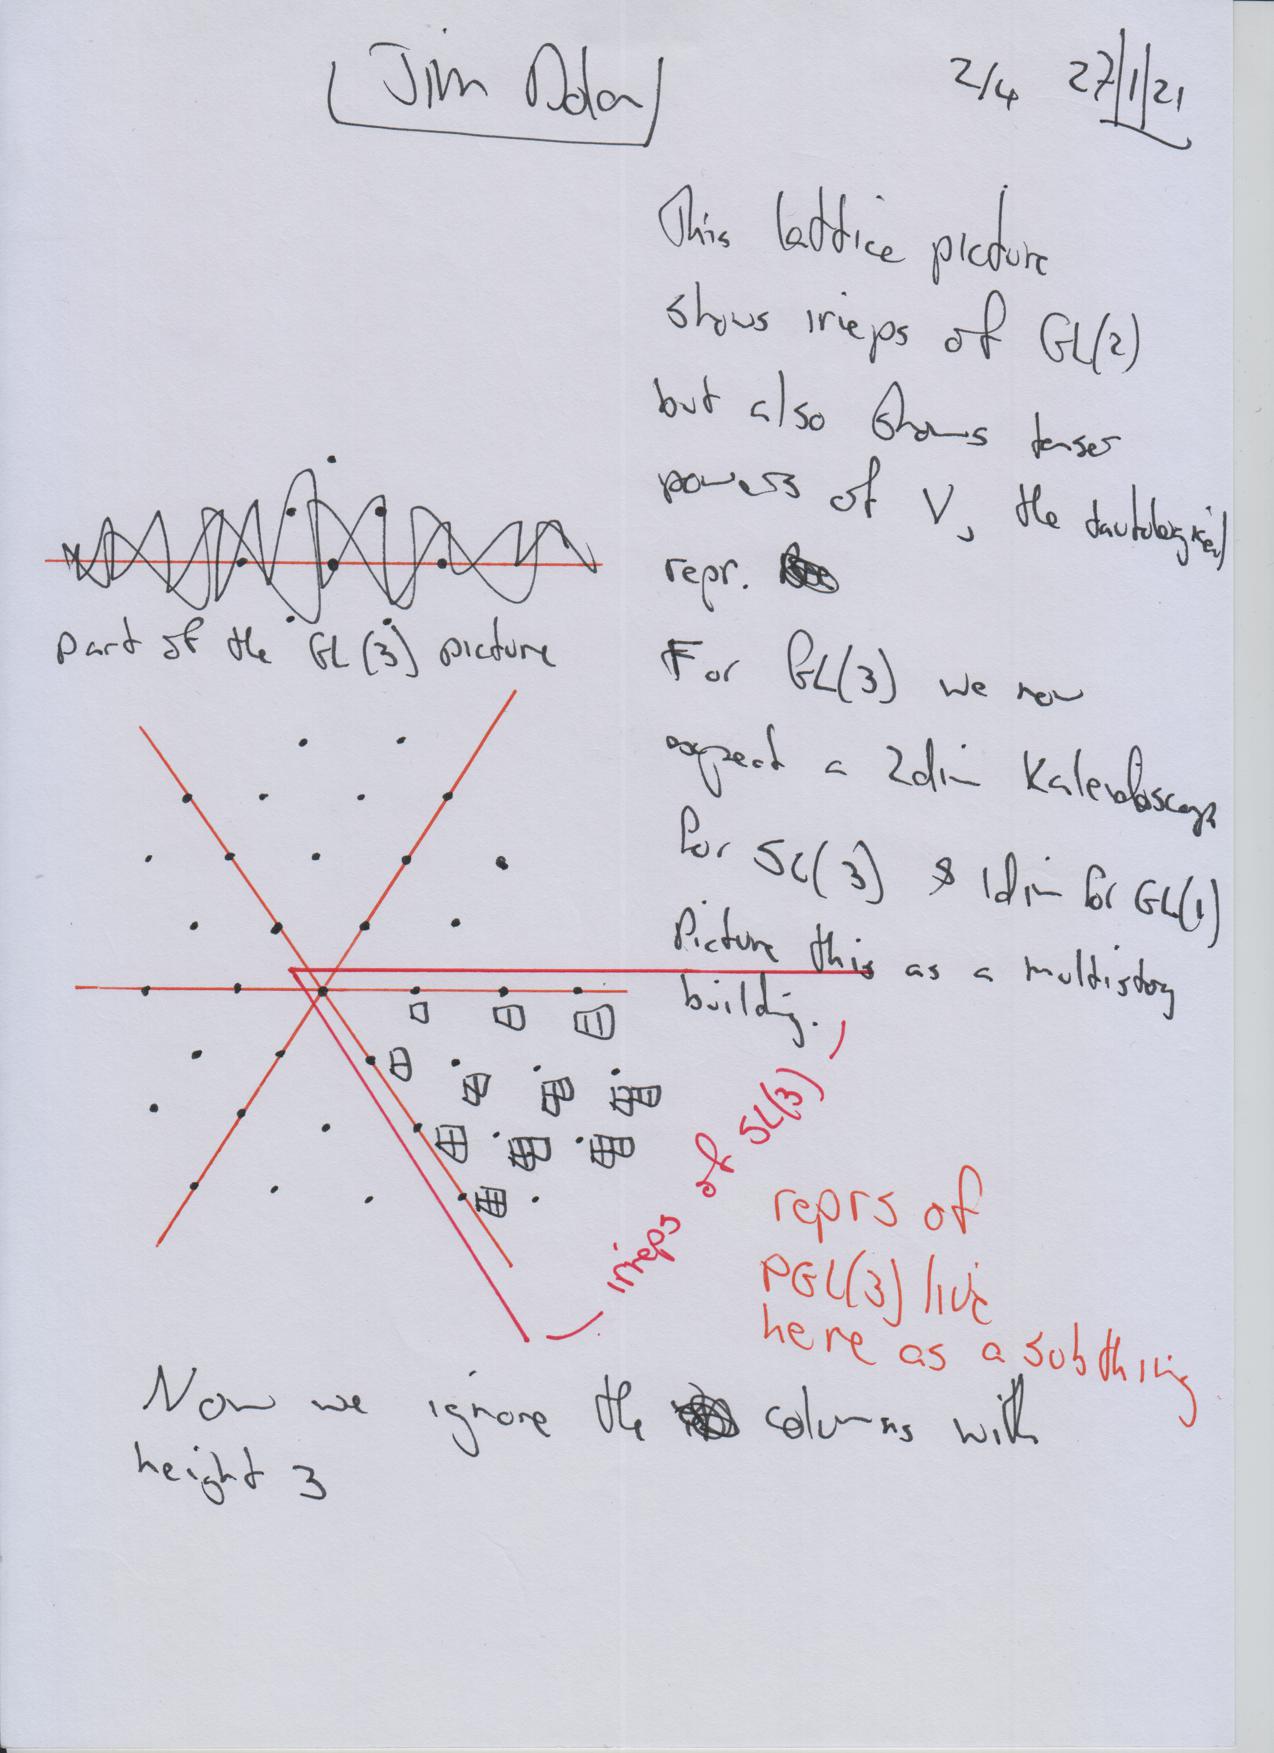 Jim Dolan
2/4 27/1/21
This lattice picture
shows irreps of GL(2)
but also shows tensor
powers of V, the tautological
repr.
part of the GL(3) picture
For GL(3) we now
expect a 2dim Kaleidoscope
for SL(3) & 1dim for GL(1)
Picture this as a multistory
building.
irreps of SL(3)
reprs of
PGL(3) live
here as a subthing
Now we ignore the columns with
height 3